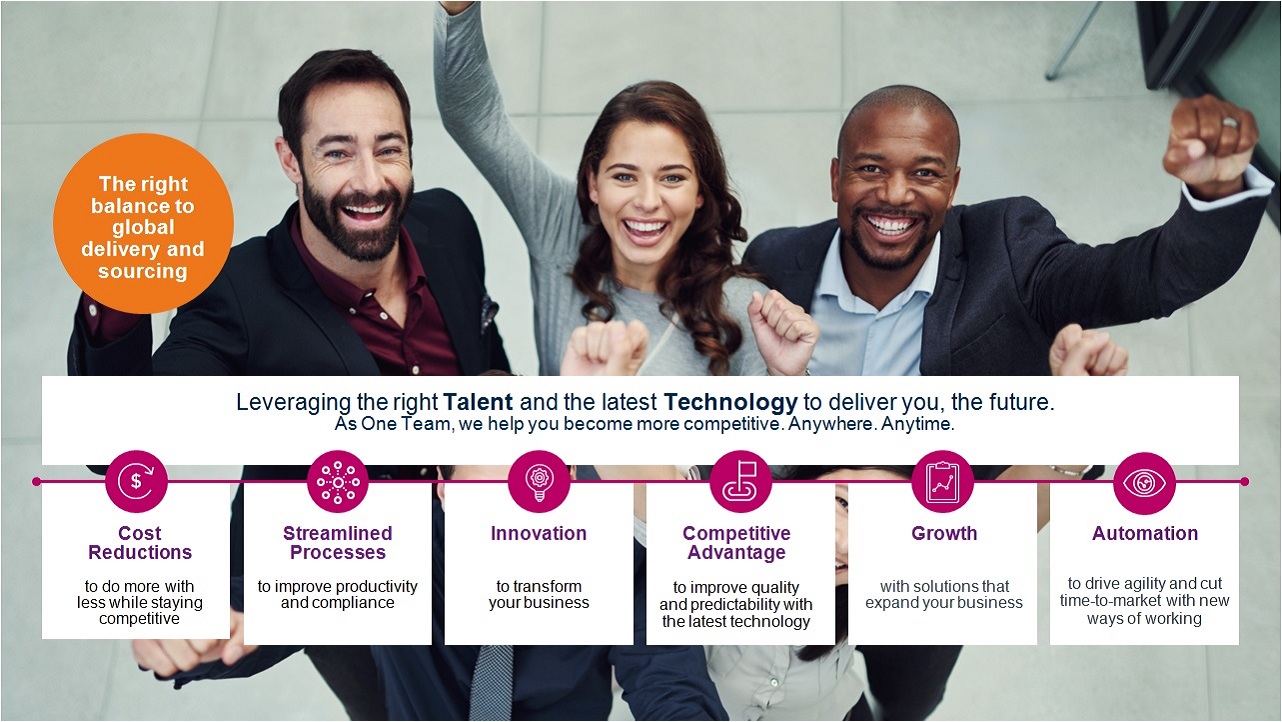 The right
balance to
global
delivery and
sourcing
Leveraging the right Talent and the latest Technology to deliver you, the future.
As One Team, we help you become more competitive. Anywhere. Anytime.
$
Cost
Reductions
to do more with
less while staying
competitive
Streamlined
Processes
to improve productivity
and compliance
Innovation
to transform
your business
Competitive
Advantage
to improve quality
and predictability with
the latest technology
Growth
with solutions that
expand your business
Automation
to drive agility and cut
time-to-market with new
ways of working